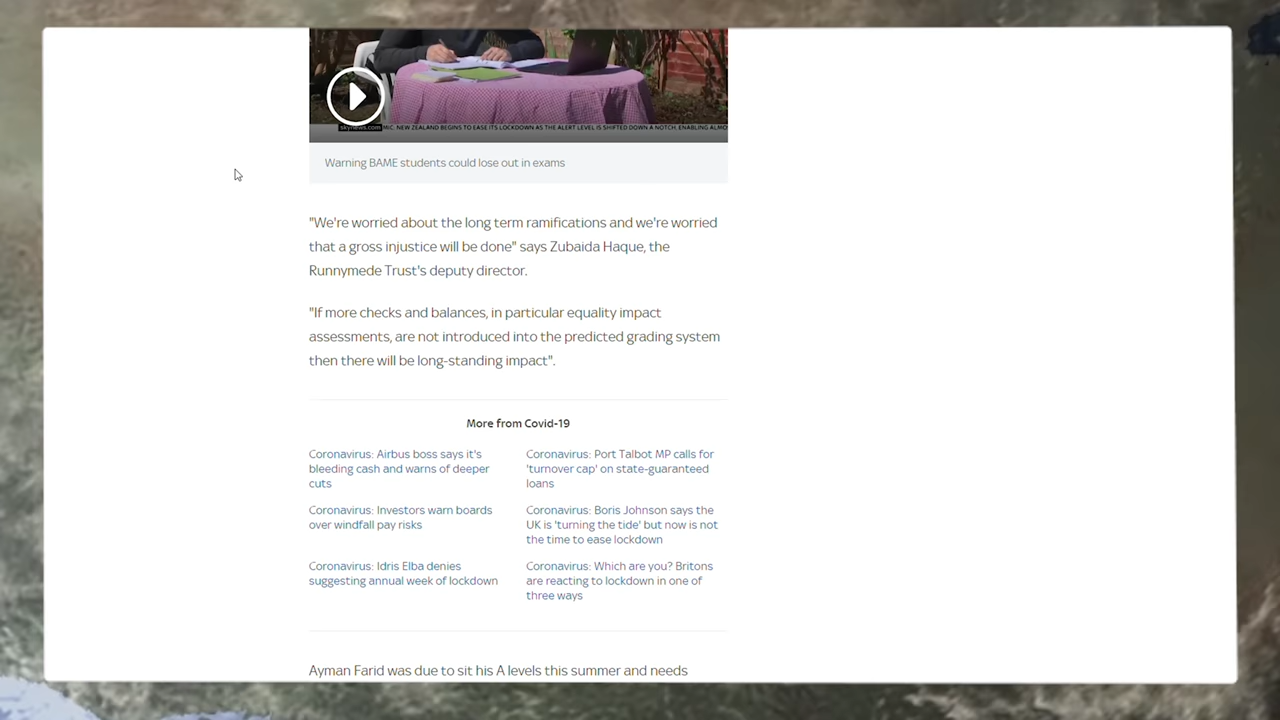 skynews.com MIC: NEW ZEALAND BEGINS TO EASE ITS LOCKDOWN AS THE ALERT LEVEL IS SHIFTED DOWN A NOTCH, ENABLING ALMOS
Warning BAME students could lose out in exams
"We're worried about the long term ramifications and we're worried
that a gross injustice will be done" says Zubaida Haque, the
Runnymede Trust's deputy director.
"If more checks and balances, in particular equality impact
assessments, are not introduced into the predicted grading system
then there will be long-standing impact".
More from Covid-19
Coronavirus: Airbus boss says it's
bleeding cash and warns of deeper
cuts
Coronavirus: Port Talbot MP calls for
'turnover cap' on state-guaranteed
loans
Coronavirus: Investors warn boards
over windfall pay risks
Coronavirus: Boris Johnson says the
UK is 'turning the tide' but now is not
the time to ease lockdown
Coronavirus: Idris Elba denies
suggesting annual week of lockdown
Coronavirus: Which are you? Britons
are reacting to lockdown in one of
three ways
Ayman Farid was due to sit his A levels this summer and needs